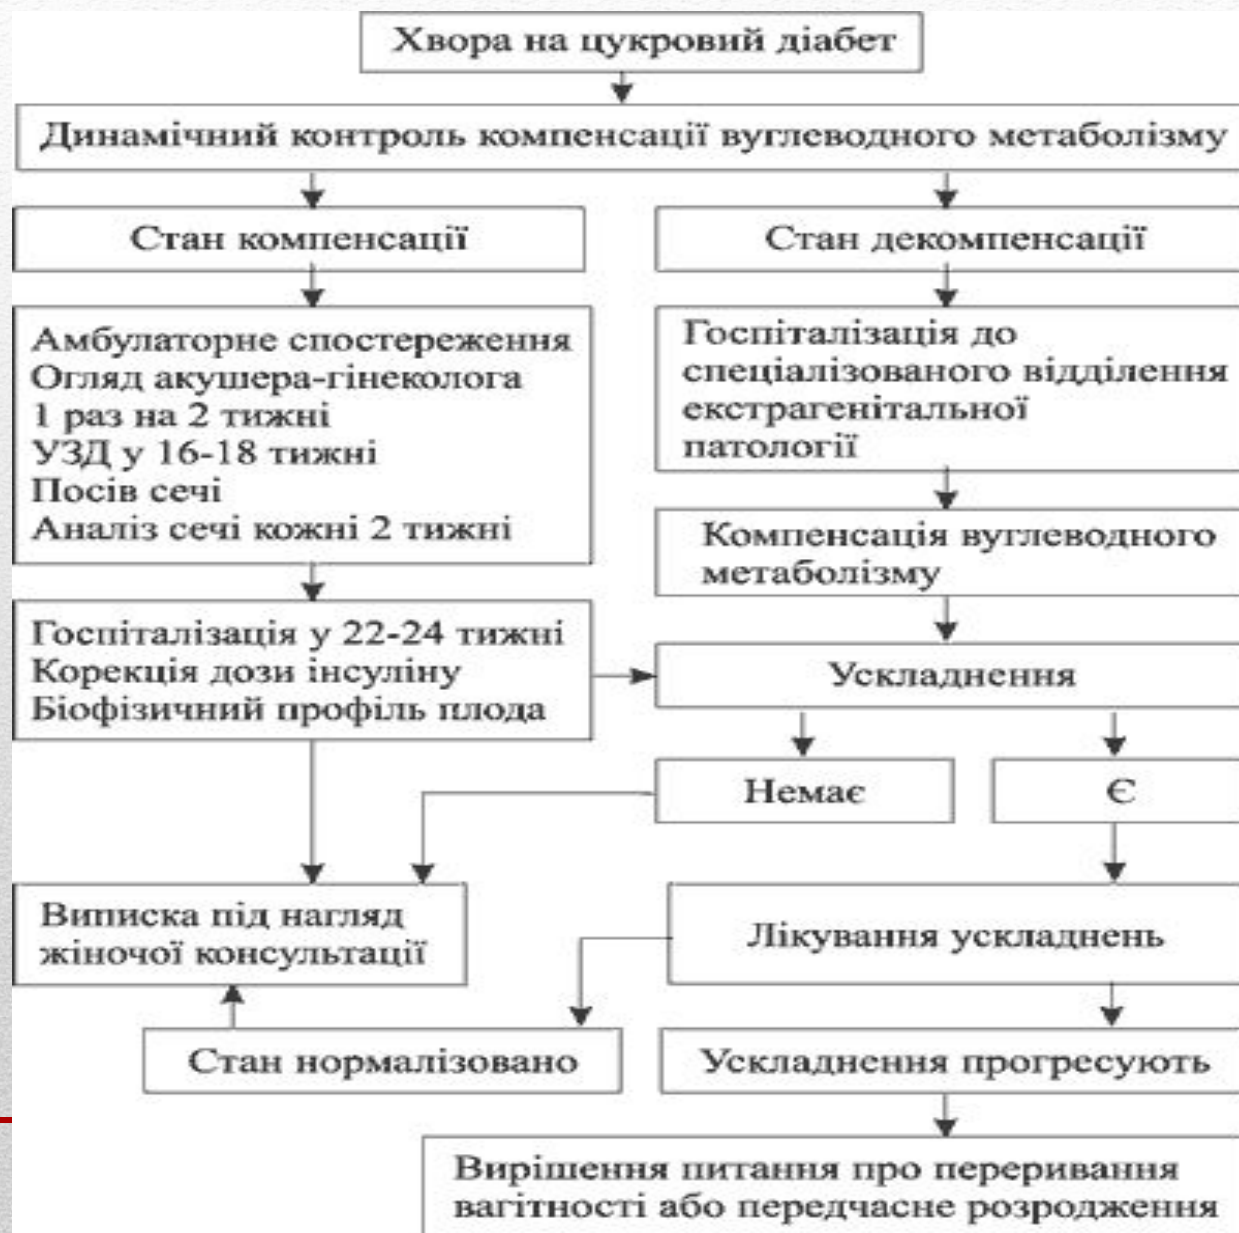 Хвора на цукровий діабет
Динамічний контроль компенсації вуглеводного метаболізму
Стан компенсації
Стан декомпенсації
Амбулаторне спостереження
Огляд акушера-гінеколога
1 раз на 2 тижні
УЗД у 16-18 тижні
Посів сечі
Аналіз сечі кожні 2 тижні
Госпіталізація до
спеціалізованого відділення
екстрагенітальної
патології
Компенсація вуглеводного
метаболізму
Госпіталізація у 22-24 тижні
Корекція дози інсуліну
Біофізичний профіль плода
Ускладнення
Немає
Є
Виписка під нагляд
жіночої консультації
Лікування ускладнень
Стан нормалізовано
Ускладнення прогресують
Вирішення питання про переривання
вагітності або передчасне розродження